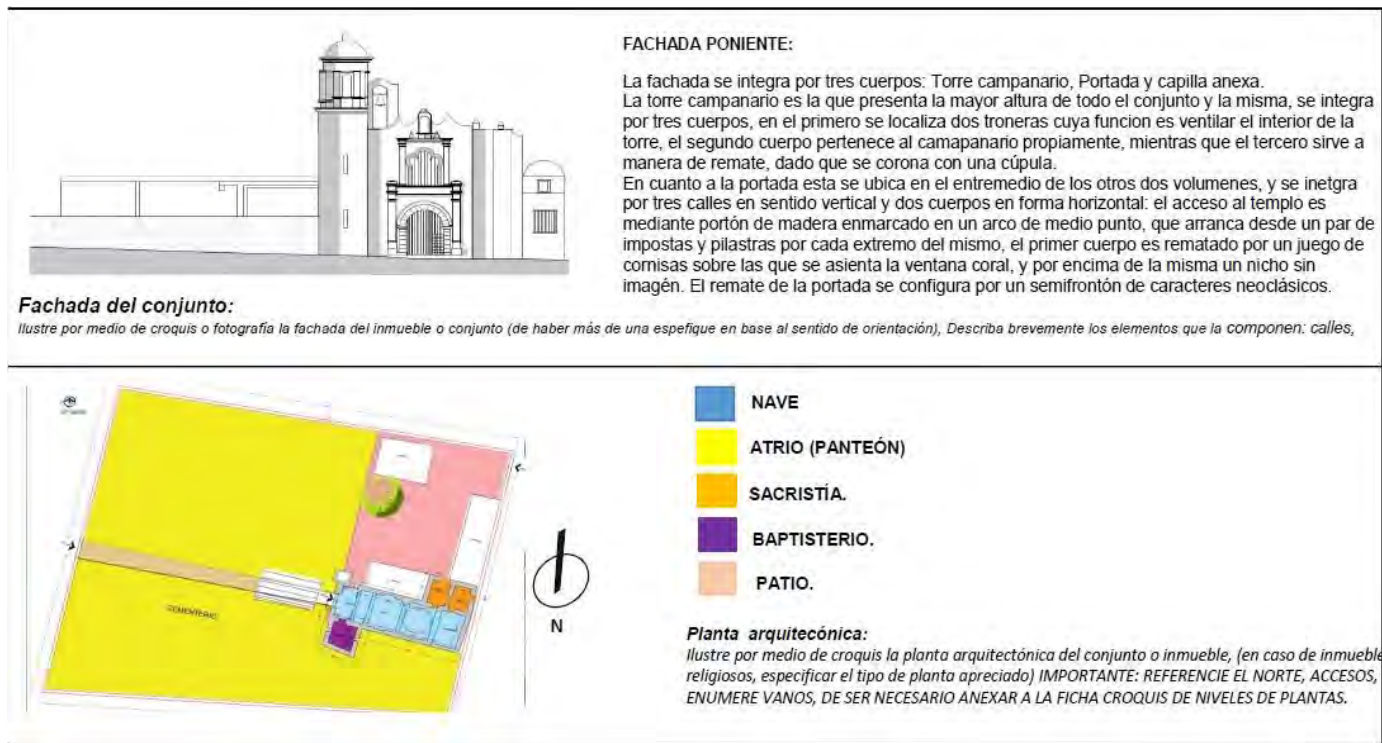 FACHADA PONIENTE:
La fachada se integra por tres cuerpos: Torre campanario, Portada y capilla anexa.
La torre campanario es la que presenta la mayor altura de todo el conjunto y la misma, se integra
por tres cuerpos, en el primero se localiza dos troneras cuya funcion es ventilar el interior de la
torre, el segundo cuerpo pertenece al camapanario propiamente, mientras que el tercero sirve a
manera de remate, dado que se corona con una cúpula.
En cuanto a la portada esta se ubica en el entremedio de los otros dos volumenes, y se inetgra
por tres calles en sentido vertical y dos cuerpos en forma horizontal: el acceso al templo es
mediante portón de madera enmarcado en un arco de medio punto, que arranca desde un par de
impostas y pilastras por cada extremo del mismo, el primer cuerpo es rematado por un juego de
cornisas sobre las que se asienta la ventana coral, y por encima de la misma un nicho sin
imagén. El remate de la portada se configura por un semifrontón de caracteres neoclásicos.
Fachada del conjunto:
Ilustre por medio de croquis o fotografía la fachada del inmueble o conjunto (de haber más de una espefique en base al sentido de orientación), Describa brevemente los elementos que la componen: calles,
CEMENTERIO
N
NAVE
ATRIO (PANTEÓN)
SACRISTÍA.
BAPTISTERIO.
PATIO.
Planta arquitecónica:
Ilustre por medio de croquis la planta arquitectónica del conjunto o inmueble, (en caso de inmueble
religiosos, especificar el tipo de planta apreciado) IMPORTANTE: REFERENCIE EL NORTE, ACCESOS,
ENUMERE VANOS, DE SER NECESARIO ANEXAR A LA FICHA CROQUIS DE NIVELES DE PLANTAS.